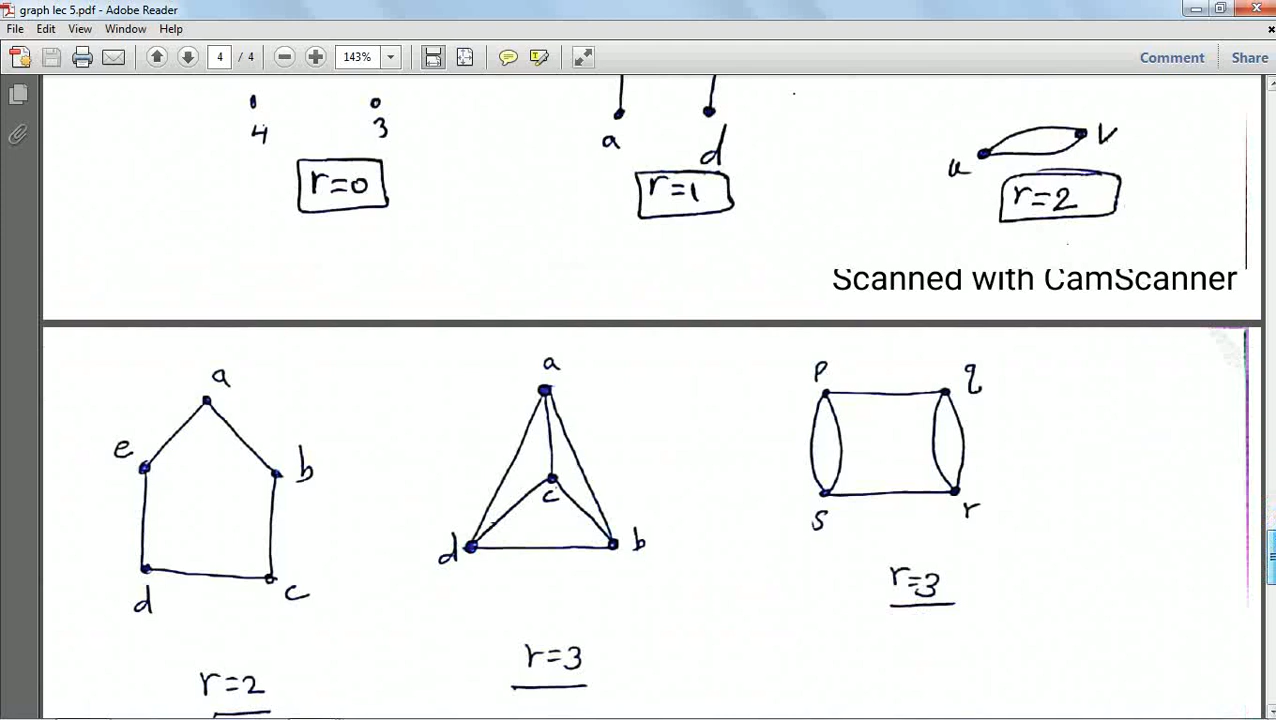 graph lec 5.pdf - Adobe Reader
File Edit View Window Help
4 / 4 143% Comment Share
4 3
a d
u v
r=0 r=1 r=2
Scanned with CamScanner
a
e b
d c
r=2
a
c
d b
r=3
p q
s r
r=3